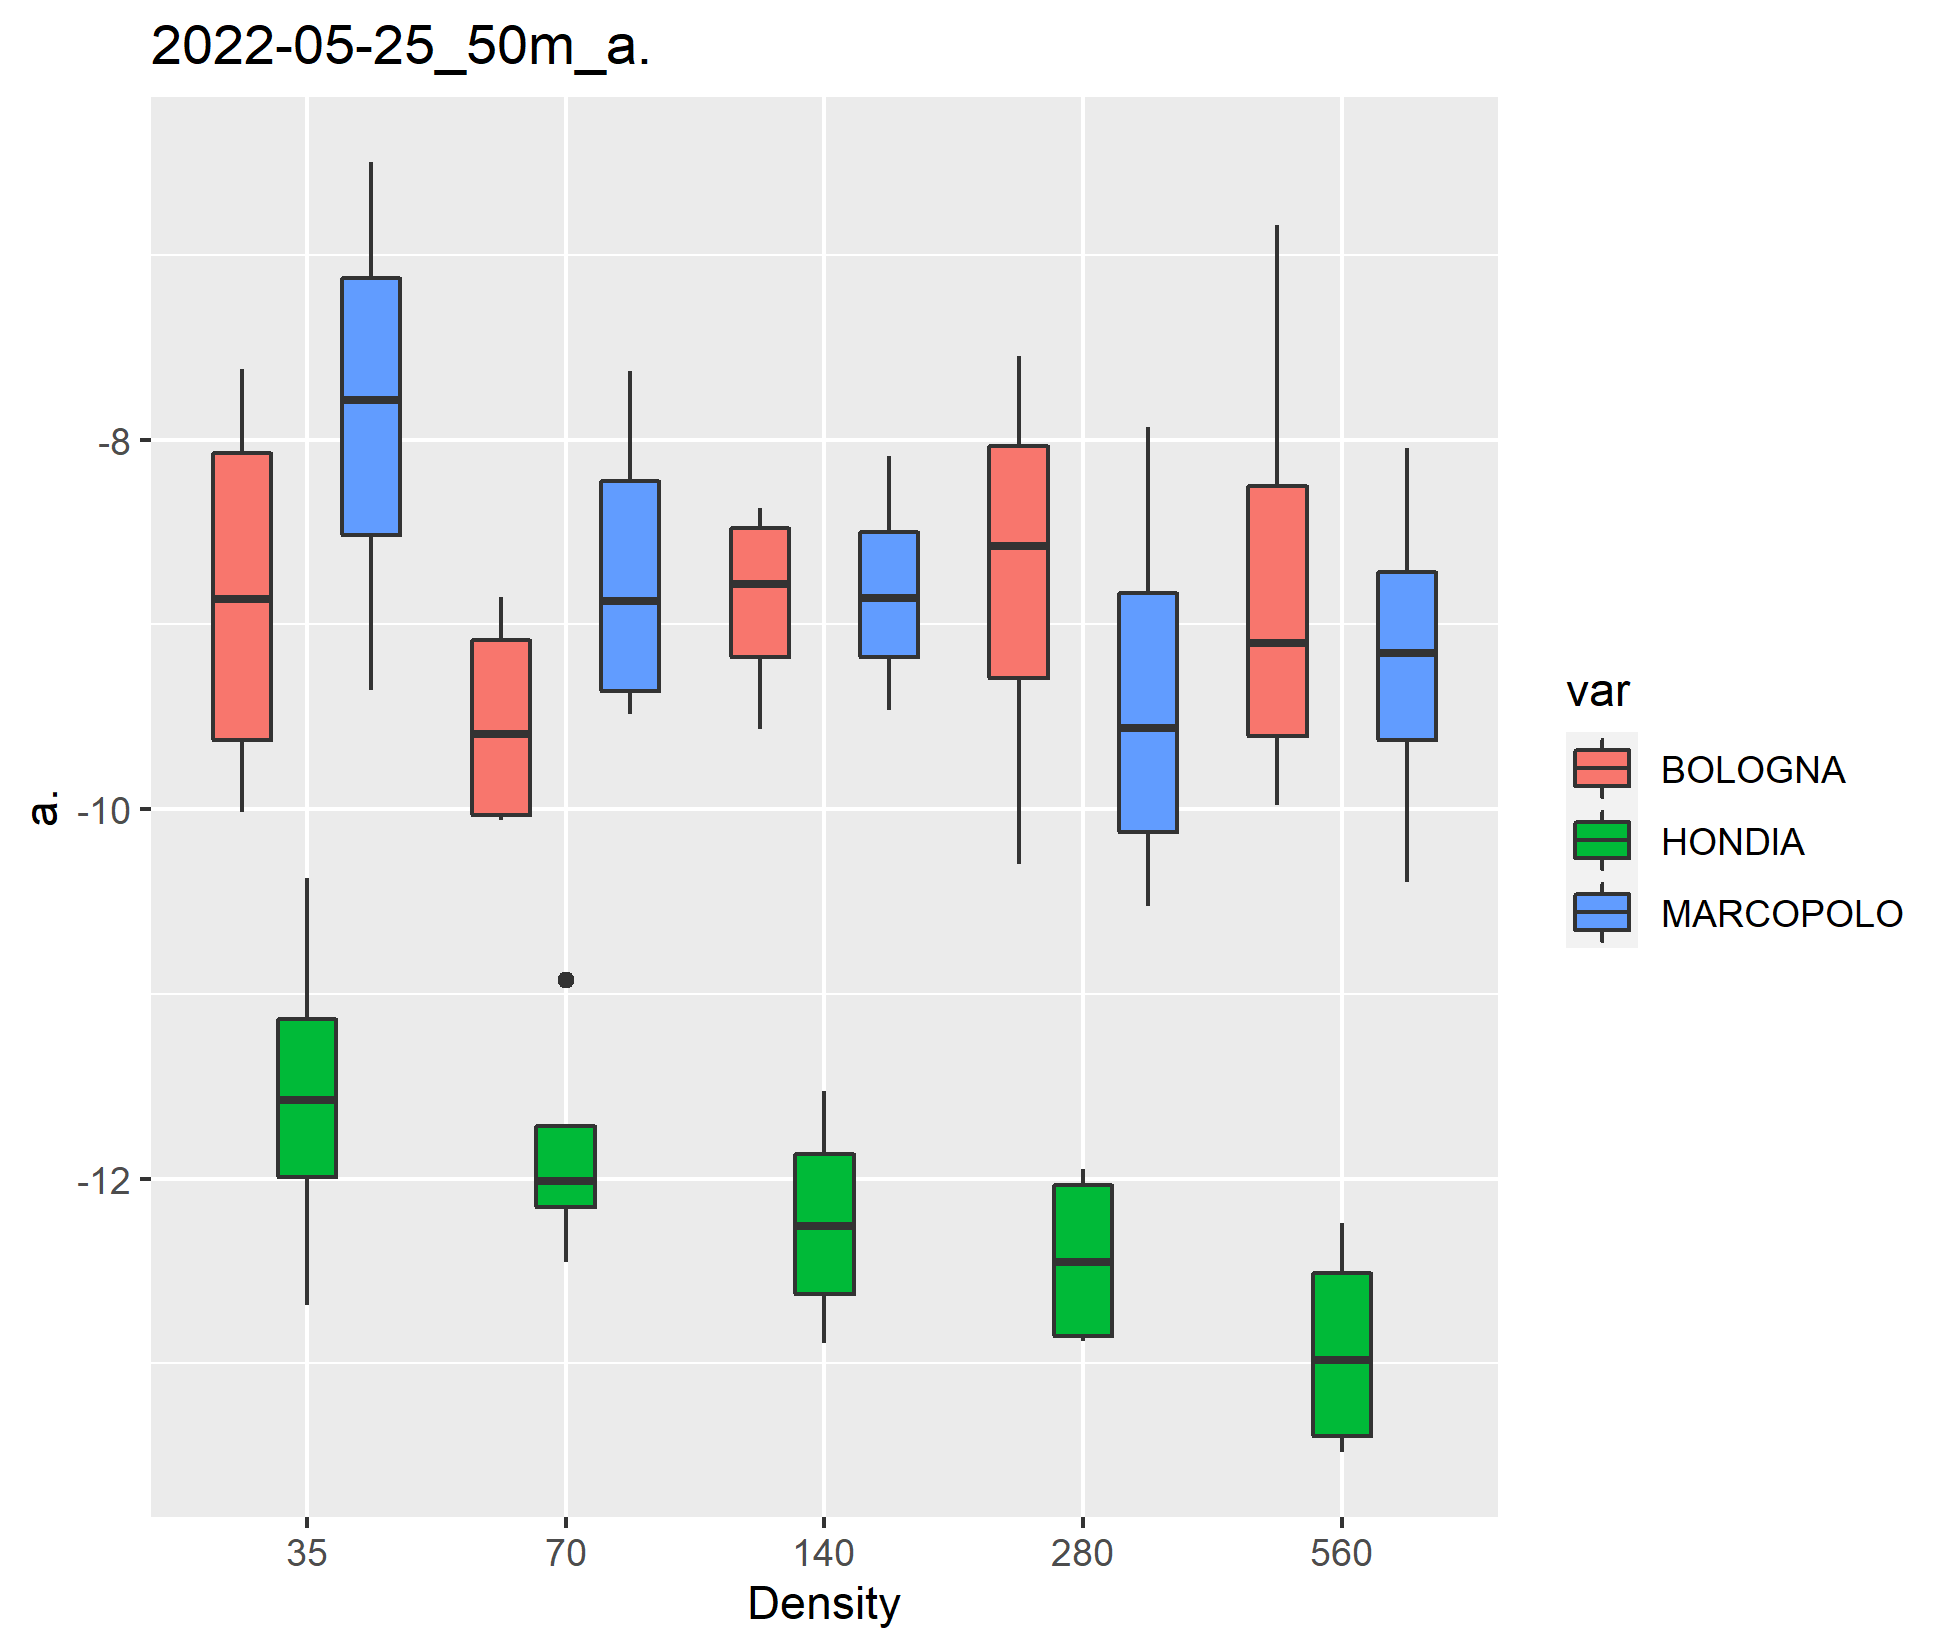 2022-05-25_50m_a.
-8
-10
-12
a.
35 70 140 280 560
Density
var
BOLOGNA
HONDIA
MARCOPOLO